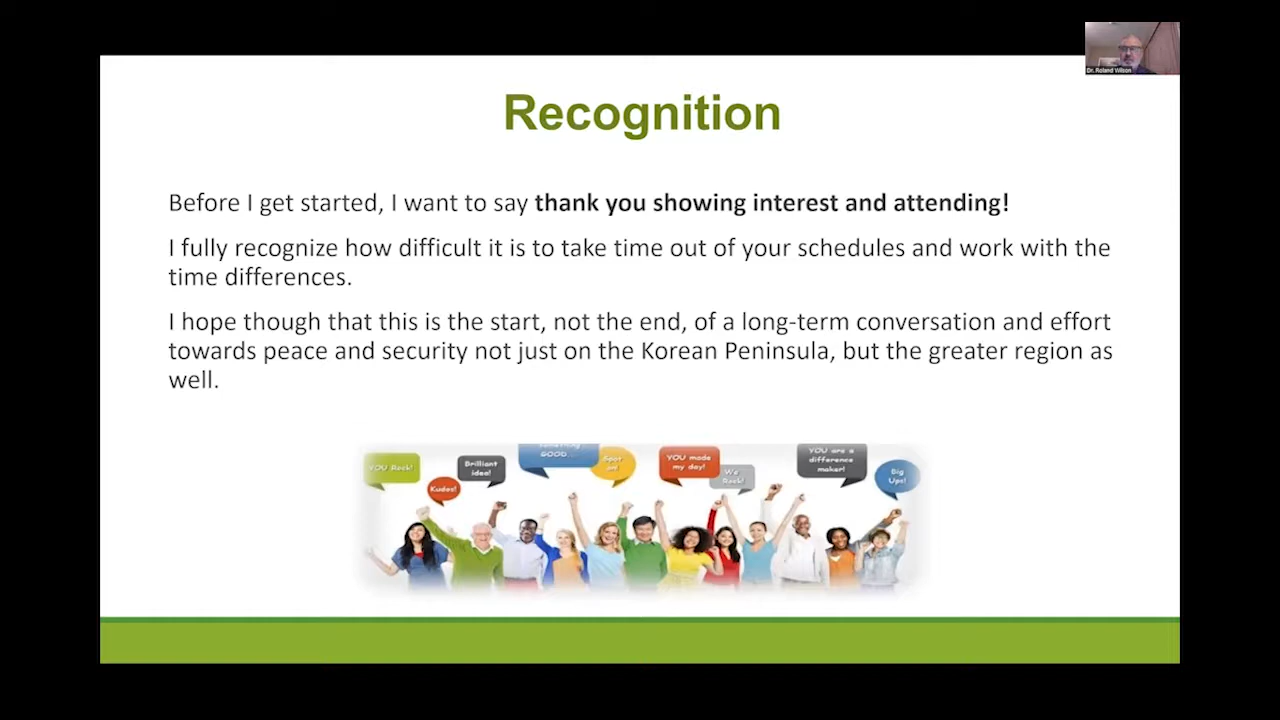 Dr. Roland Wilson
Recognition
Before I get started, I want to say thank you showing interest and attending!
I fully recognize how difficult it is to take time out of your schedules and work with the
time differences.
I hope though that this is the start, not the end, of a long-term conversation and effort
towards peace and security not just on the Korean Peninsula, but the greater region as
well.
YOU Rock!
Kudos!
Brilliant
idea!
something
GOOD...
Spot
on!
YOU made
my day!
We
Rock!
YOU are a
difference
maker!
Big
Ups!